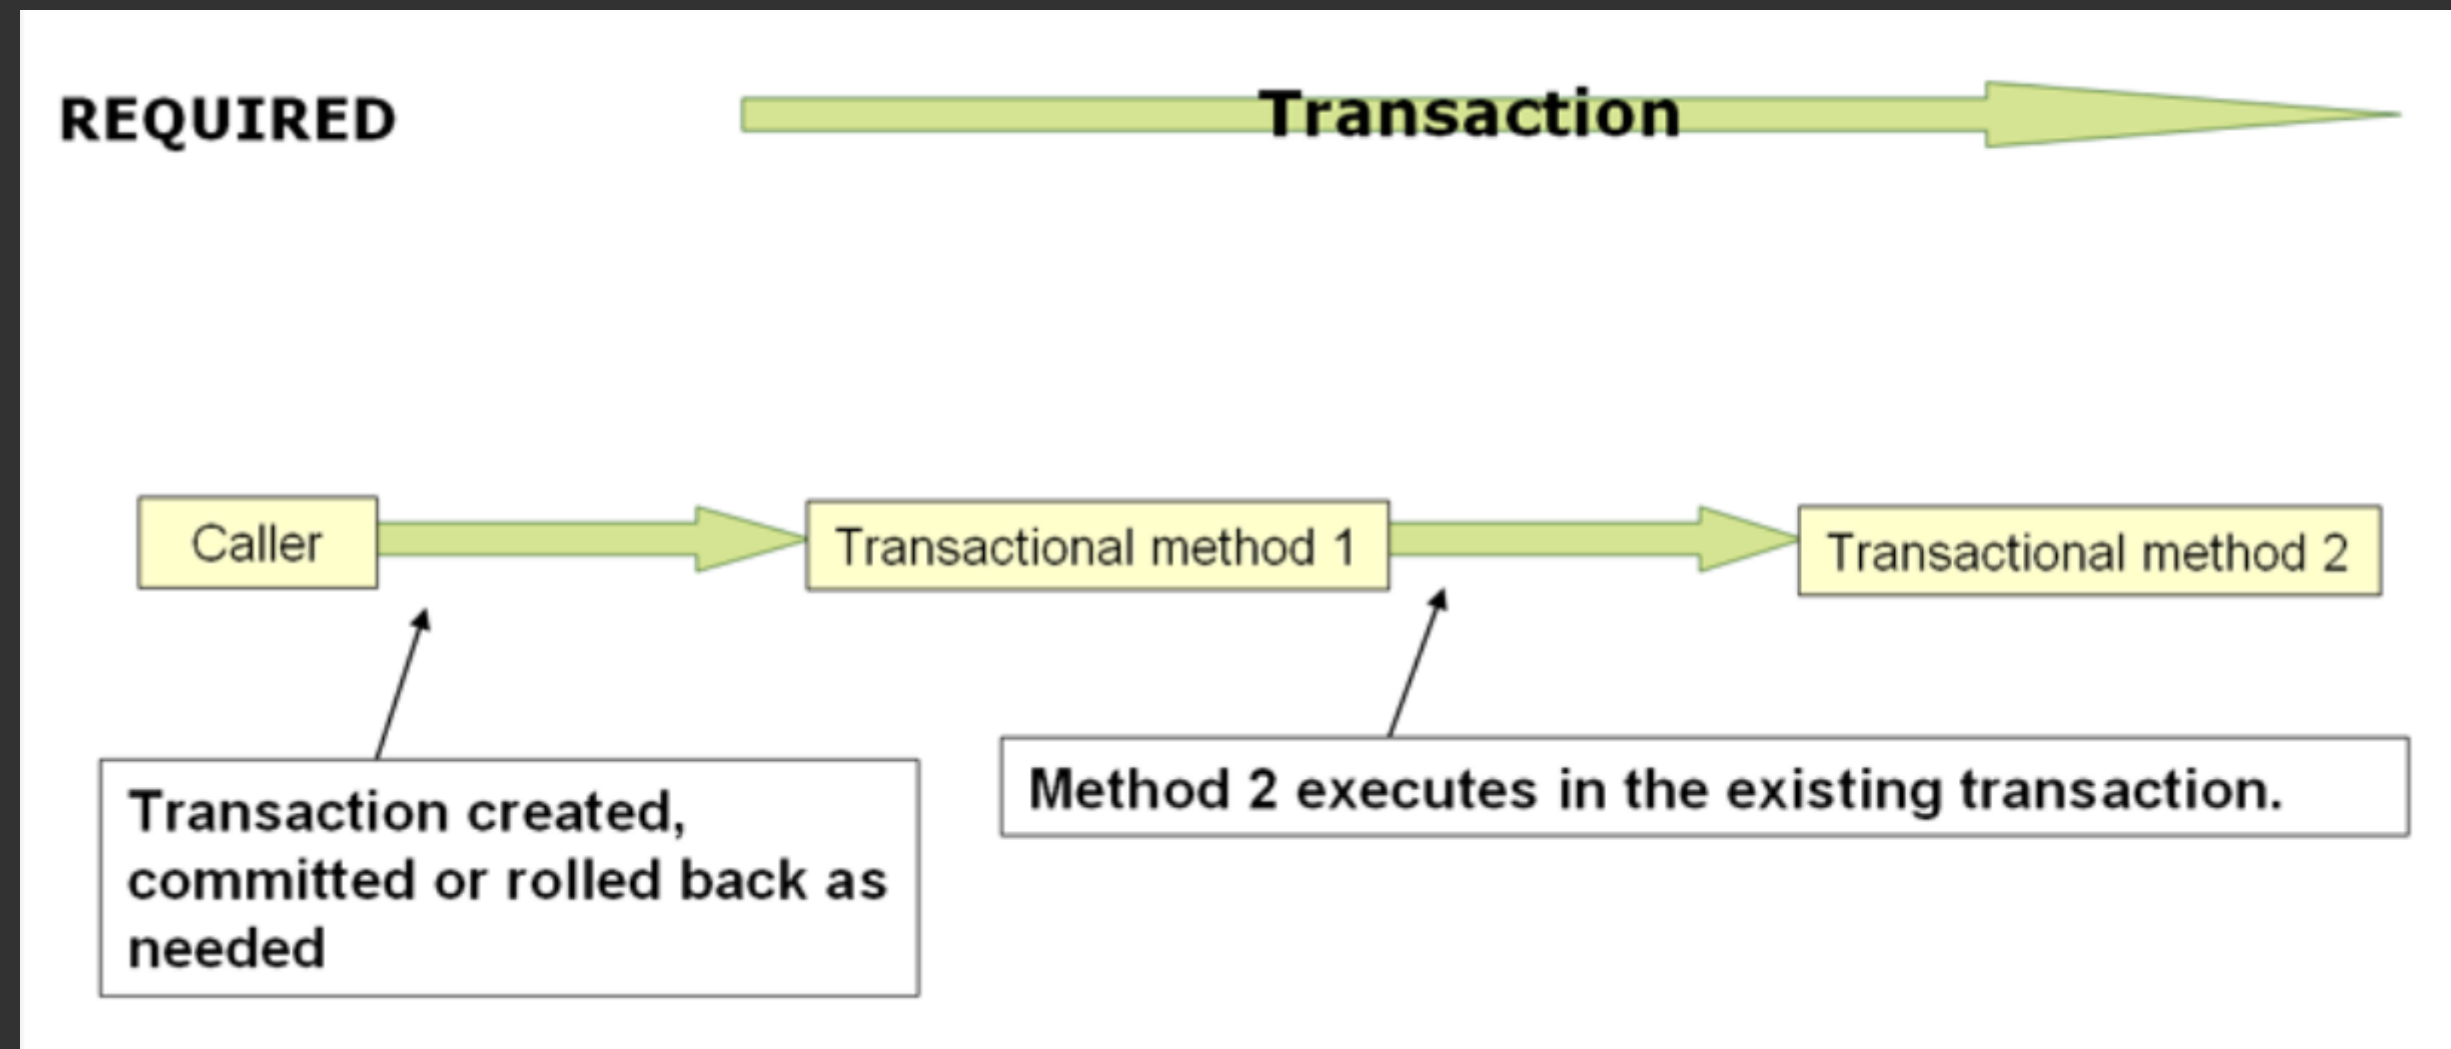 REQUIRED
Transaction
Caller
Transactional method 1
Transactional method 2
Transaction created,
committed or rolled back as
needed
Method 2 executes in the existing transaction.